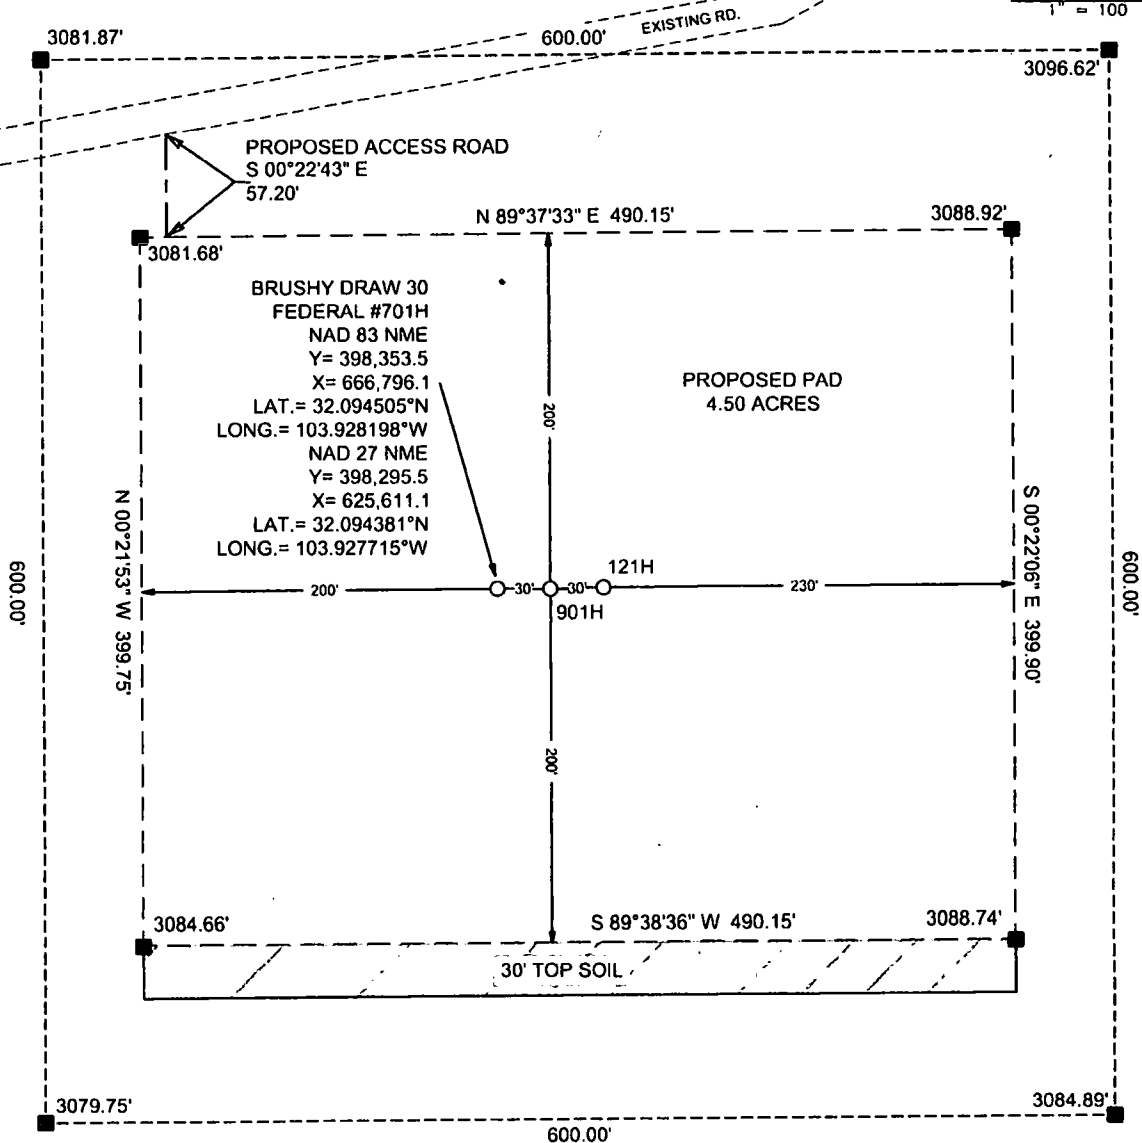 1" = 100
EXISTING RD.
3081.87'
600.00'
3096.62'
PROPOSED ACCESS ROAD
S 00°22'43" E
57.20'
N 89°37'33" E 490.15'
3088.92'
3081.68'
BRUSHY DRAW 30
FEDERAL #701H
NAD 83 NME
Y= 398,353.5
X= 666,796.1
LAT.= 32.094505°N
LONG.= 103.928198°W
NAD 27 NME
Y= 398,295.5
X= 625,611.1
LAT.= 32.094381°N
LONG.= 103.927715°W
PROPOSED PAD
4.50 ACRES
200'
N 00°21'53" W 399.75'
S 00°22'06" E 399.90'
600.00'
600.00'
121H
200'
30'
30'
230'
901H
200'
3084.66'
S 89°38'36" W 490.15'
3088.74'
30' TOP SOIL
3079.75'
3084.89'
600.00'